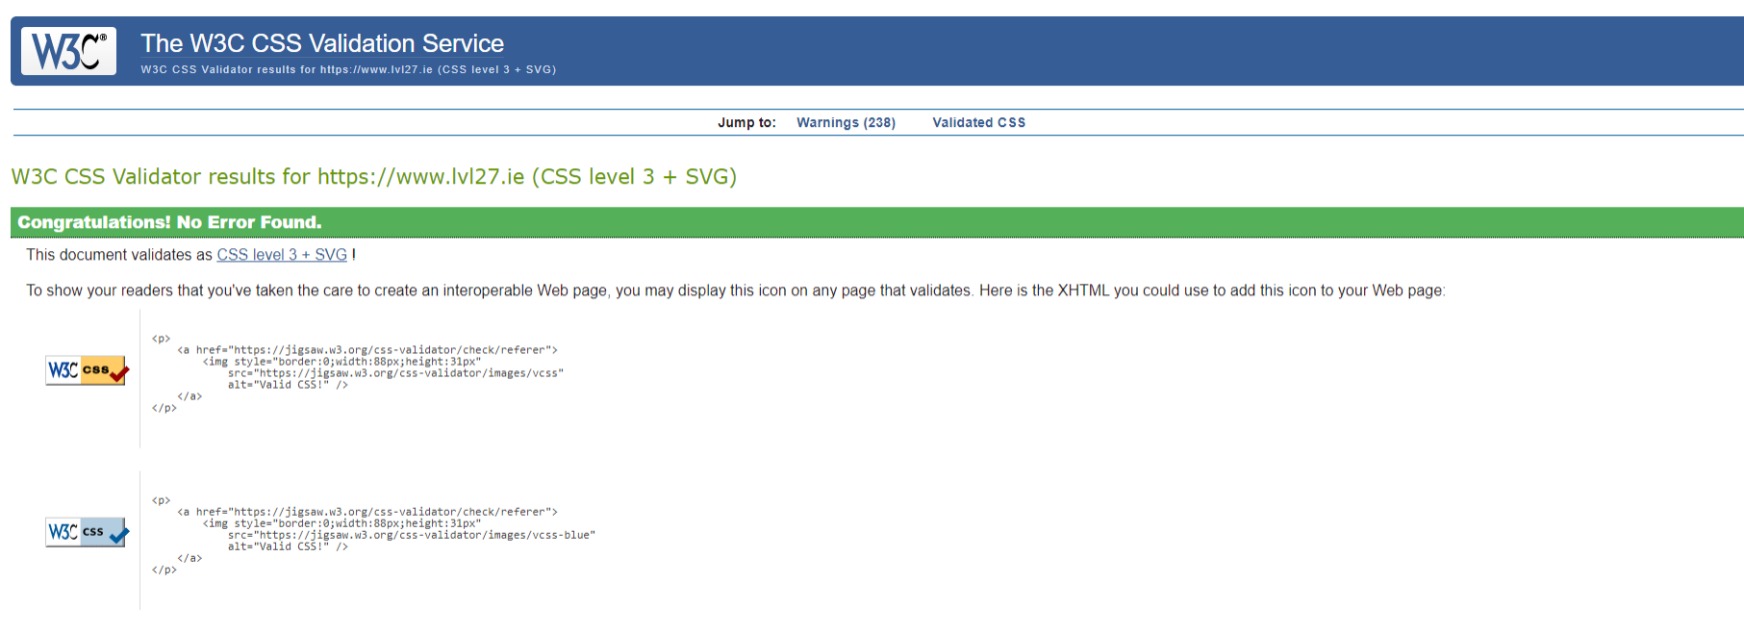 W3C® The W3C CSS Validation Service
W3C CSS Validator results for https://www.lvl27.ie (CSS level 3 + SVG)
Jump to: Warnings (238) Validated CSS
W3C CSS Validator results for https://www.lvl27.ie (CSS level 3 + SVG)
Congratulations! No Error Found.
This document validates as CSS level 3 + SVG !
To show your readers that you've taken the care to create an interoperable Web page, you may display this icon on any page that validates. Here is the XHTML you could use to add this icon to your Web page:
<p>
<a href="https://jigsaw.w3.org/css-validator/check/referer">
<img style="border:0;width:88px;height:31px"
W3C css
src="https://jigsaw.w3.org/css-validator/images/vcss"
alt="Valid CSS!" />
</a>
</p>
<p>
<a href="https://jigsaw.w3.org/css-validator/check/referer">
<img style="border:0;width:88px;height:31px"
W3C css
src="https://jigsaw.w3.org/css-validator/images/vcss-blue"
alt="Valid CSS!" />
</a>
</p>